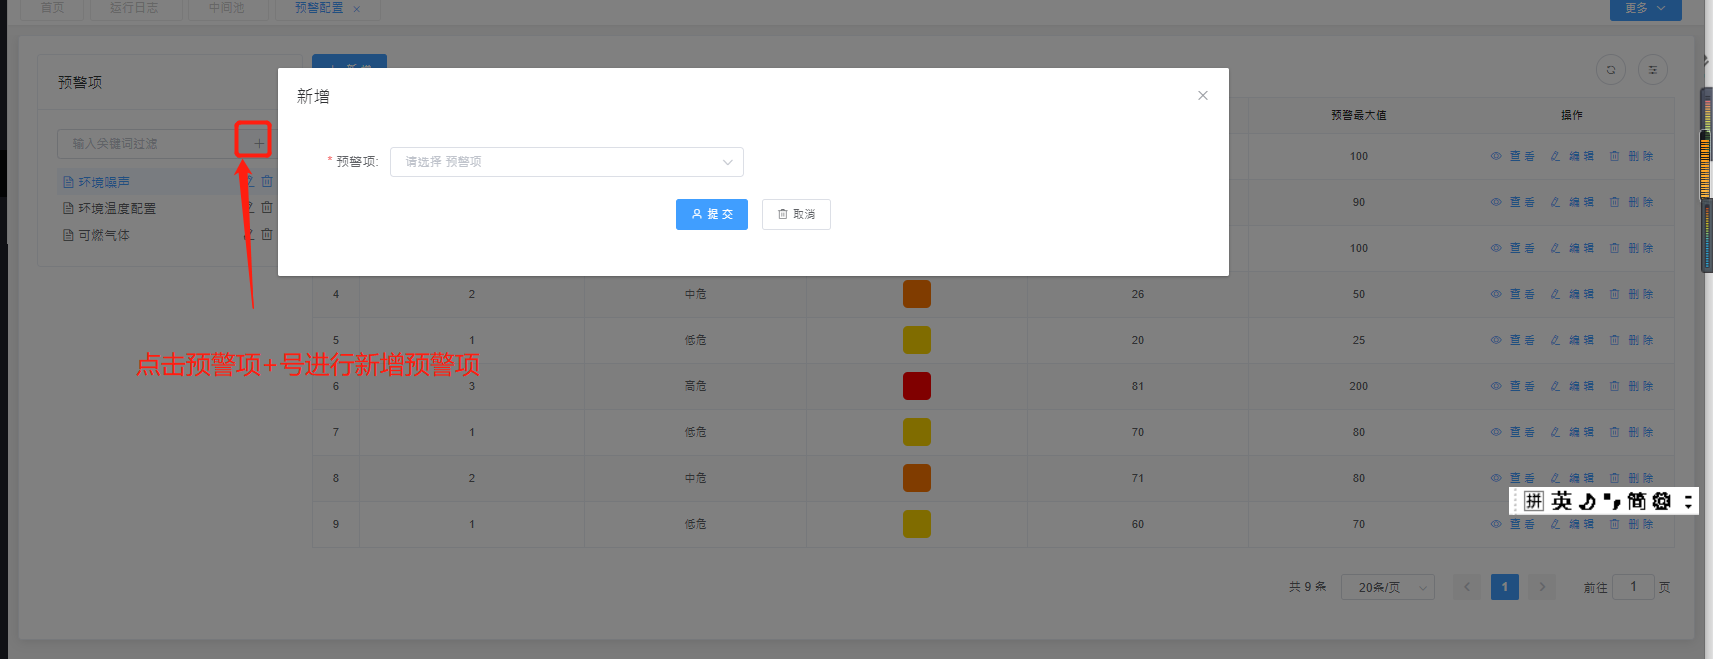 首页 运行日志 中间池 预警配置 × 更多
预警项
新增
新增
预警最大值 操作
输入关键词过滤
* 预警项: 请选择 预警项
100 查看 编辑 删除
环境噪声
提交 取消
90 查看 编辑 删除
环境温度配置
可燃气体
100 查看 编辑 删除
4 2 中危 26 50 查看 编辑 删除
5 1 低危 20 25 查看 编辑 删除
点击预警项+号进行新增预警项
6 3 高危 81 200 查看 编辑 删除
7 1 低危 70 80 查看 编辑 删除
8 2 中危 71 80 查看 编辑 删除
拼 英 简
9 1 低危 60 70 查看 编辑 删除
共 9 条 20条/页 1 前往 1 页